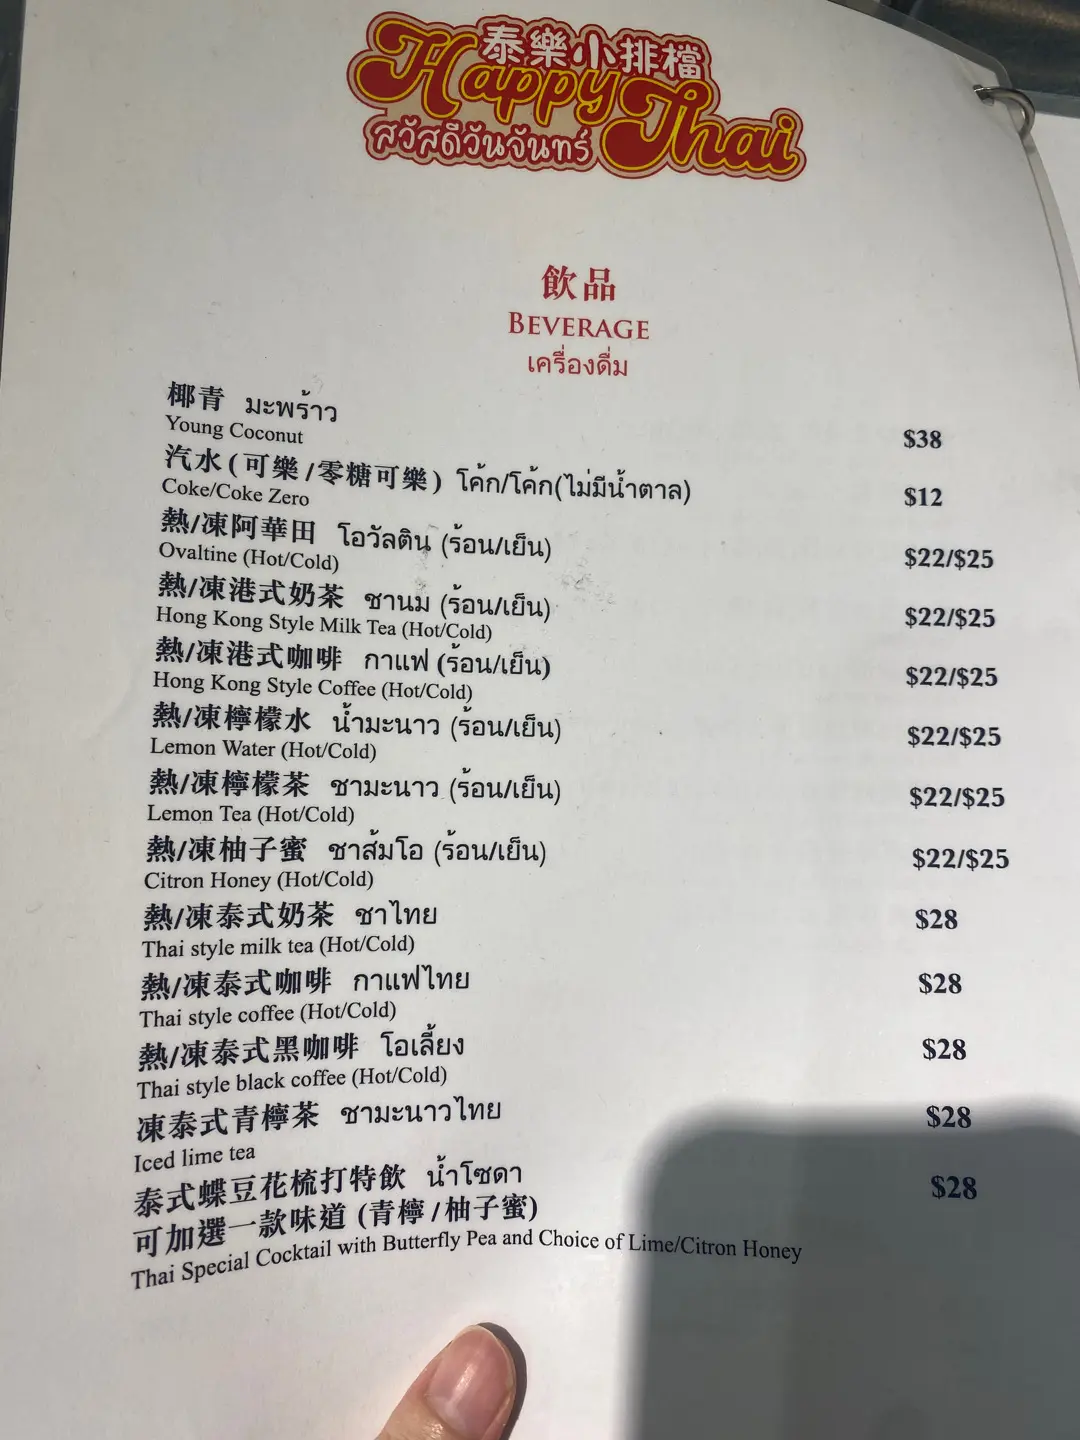 泰樂小排檔
Happy Thai
สวัสดีวันจันทร์
飲品
BEVERAGE
เครื่องดื่ม
椰青 มะพร้าว
Young Coconut
$38
汽水(可樂/零糖可樂) โค้ก/โค้ก(ไม่มีน้ำตาล)
Coke/Coke Zero
$12
熱/凍阿華田 โอวัลติน (ร้อน/เย็น)
Ovaltine (Hot/Cold)
$22/$25
熱/凍港式奶茶 ชานม (ร้อน/เย็น)
Hong Kong Style Milk Tea (Hot/Cold)
$22/$25
熱/凍港式咖啡 กาแฟ (ร้อน/เย็น)
Hong Kong Style Coffee (Hot/Cold)
$22/$25
熱/凍檸檬水 น้ำมะนาว (ร้อน/เย็น)
Lemon Water (Hot/Cold)
$22/$25
熱/凍檸檬茶 ชามะนาว (ร้อน/เย็น)
Lemon Tea (Hot/Cold)
$22/$25
熱/凍柚子蜜 ชาส้มโอ (ร้อน/เย็น)
Citron Honey (Hot/Cold)
$22/$25
熱/凍泰式奶茶 ชาไทย
Thai style milk tea (Hot/Cold)
$28
熱/凍泰式咖啡 กาแฟไทย
Thai style coffee (Hot/Cold)
$28
熱/凍泰式黑咖啡 โอเลี้ยง
Thai style black coffee (Hot/Cold)
$28
凍泰式青檸茶 ชามะนาวไทย
Iced lime tea
$28
泰式蝶豆花梳打特飲 น้ำโซดา
可加選一款味道 (青檸/柚子蜜)
Thai Special Cocktail with Butterfly Pea and Choice of Lime/Citron Honey
$28